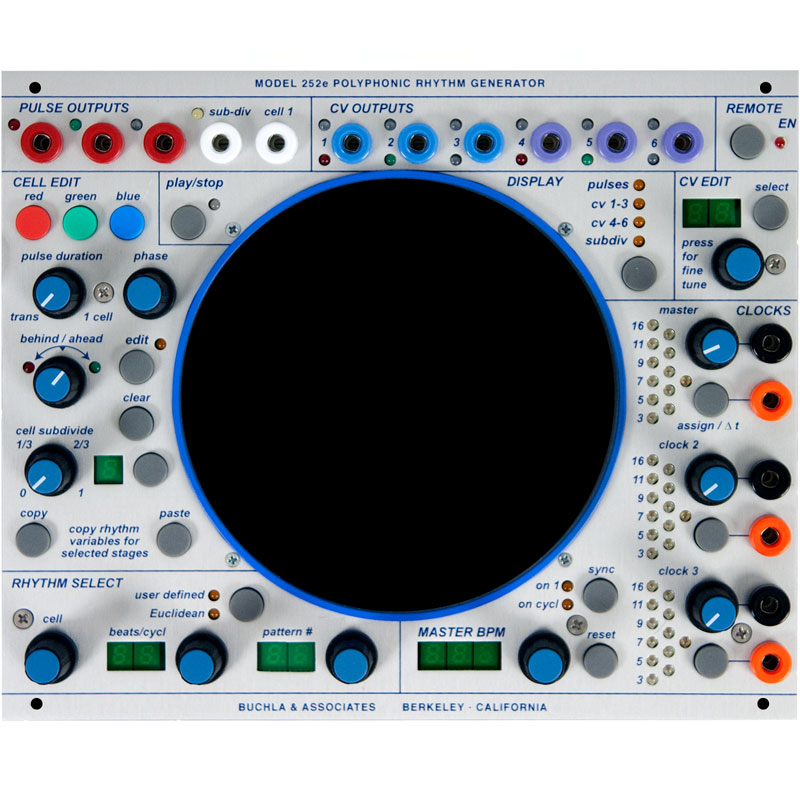 MODEL 252e POLYPHONIC RHYTHM GENERATOR
PULSE OUTPUTS
sub-div
cell 1
CV OUTPUTS
1
2
3
4
5
6
REMOTE
EN
CELL EDIT
red
green
blue
play/stop
DISPLAY
pulses
cv 1-3
cv 4-6
subdiv
CV EDIT
select
press
for
fine
tune
pulse duration
phase
trans
1 cell
behind / ahead
edit
clear
cell subdivide
1/3
2/3
0
1
copy
paste
copy rhythm
variables for
selected stages
master
CLOCKS
16
11
9
7
5
3
assign / Δ t
clock 2
16
11
9
7
5
3
clock 3
16
11
9
7
5
3
RHYTHM SELECT
user defined
Euclidean
cell
beats/cycl
pattern #
MASTER BPM
on 1
on cycl
sync
reset
BUCHLA & ASSOCIATES
BERKELEY · CALIFORNIA